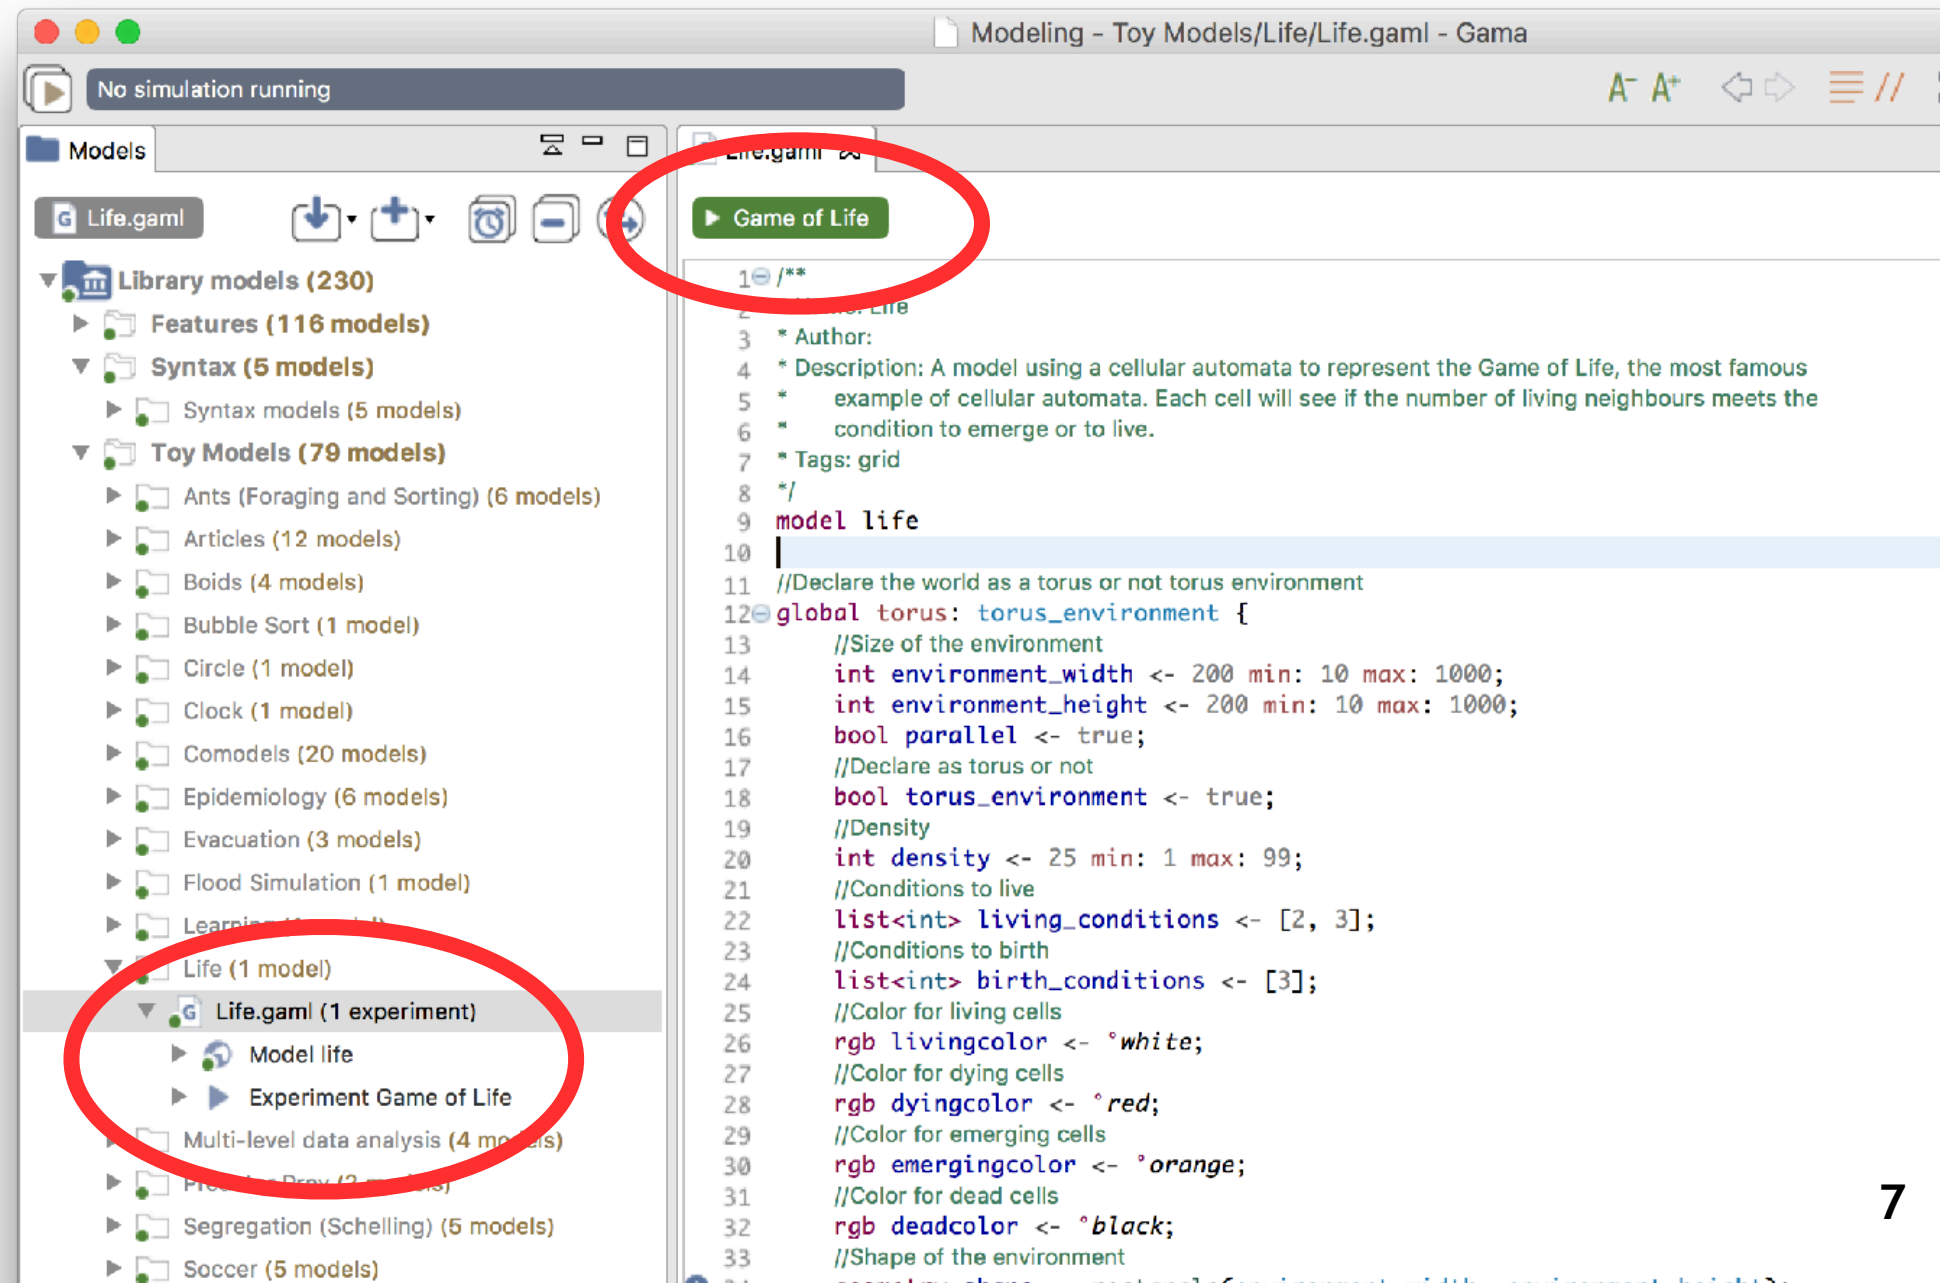 Modeling - Toy Models/Life/Life.gaml - Gama
No simulation running
A- A+
Models
Life.gaml
Life.gaml
Game of Life
Library models (230)
Features (116 models)
Syntax (5 models)
Syntax models (5 models)
Toy Models (79 models)
Ants (Foraging and Sorting) (6 models)
Articles (12 models)
Boids (4 models)
Bubble Sort (1 model)
Circle (1 model)
Clock (1 model)
Comodels (20 models)
Epidemiology (6 models)
Evacuation (3 models)
Flood Simulation (1 model)
Learning
Life (1 model)
Life.gaml (1 experiment)
Model life
Experiment Game of Life
Multi-level data analysis (4 models)
Prey (2 models)
Segregation (Schelling) (5 models)
Soccer (5 models)
1 /**
2 Life
3 * Author:
4 * Description: A model using a cellular automata to represent the Game of Life, the most famous
5 * example of cellular automata. Each cell will see if the number of living neighbours meets the
6 * condition to emerge or to live.
7 * Tags: grid
8 */
9 model life
10
11 //Declare the world as a torus or not torus environment
12 global torus: torus_environment {
13 //Size of the environment
14 int environment_width <- 200 min: 10 max: 1000;
15 int environment_height <- 200 min: 10 max: 1000;
16 bool parallel <- true;
17 //Declare as torus or not
18 bool torus_environment <- true;
19 //Density
20 int density <- 25 min: 1 max: 99;
21 //Conditions to live
22 list<int> living_conditions <- [2, 3];
23 //Conditions to birth
24 list<int> birth_conditions <- [3];
25 //Color for living cells
26 rgb livingcolor <- °white;
27 //Color for dying cells
28 rgb dyingcolor <- °red;
29 //Color for emerging cells
30 rgb emergingcolor <- °orange;
31 //Color for dead cells
32 rgb deadcolor <- °black;
33 //Shape of the environment
7